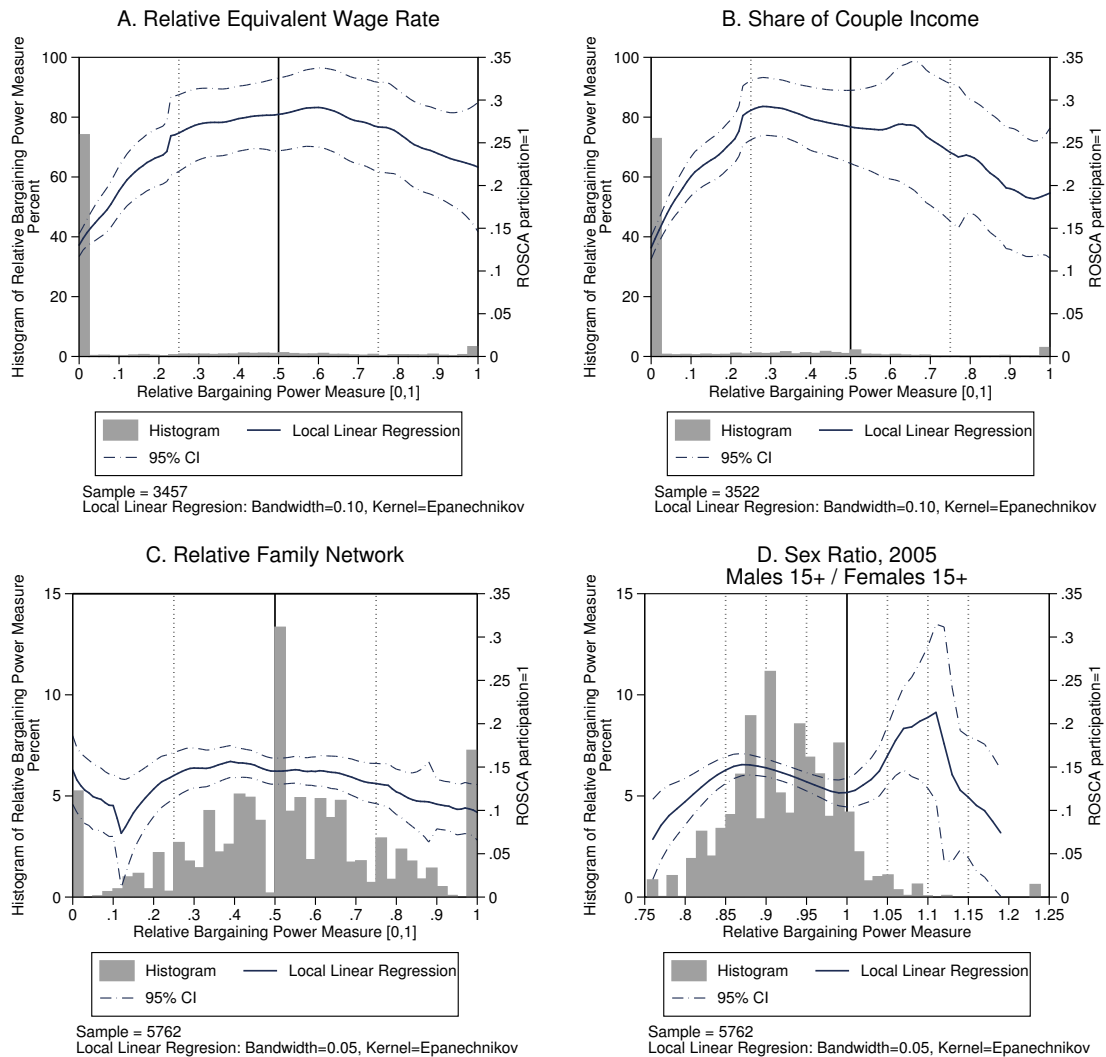 A. Relative Equivalent Wage Rate
Histogram of Relative Bargaining Power Measure
Percent
100
80
60
40
20
0
.35
.3
.25
.2
.15
.1
.05
0
ROSCA participation=1
0 .1 .2 .3 .4 .5 .6 .7 .8 .9 1
Relative Bargaining Power Measure [0,1]
Histogram Local Linear Regression
95% CI
Sample = 3457
Local Linear Regresion: Bandwidth=0.10, Kernel=Epanechnikov
B. Share of Couple Income
Histogram of Relative Bargaining Power Measure
Percent
100
80
60
40
20
0
.35
.3
.25
.2
.15
.1
.05
0
ROSCA participation=1
0 .1 .2 .3 .4 .5 .6 .7 .8 .9 1
Relative Bargaining Power Measure [0,1]
Histogram Local Linear Regression
95% CI
Sample = 3522
Local Linear Regresion: Bandwidth=0.10, Kernel=Epanechnikov
C. Relative Family Network
Histogram of Relative Bargaining Power Measure
Percent
15
10
5
0
.35
.3
.25
.2
.15
.1
.05
0
ROSCA participation=1
0 .1 .2 .3 .4 .5 .6 .7 .8 .9 1
Relative Bargaining Power Measure [0,1]
Histogram Local Linear Regression
95% CI
Sample = 5762
Local Linear Regresion: Bandwidth=0.05, Kernel=Epanechnikov
D. Sex Ratio, 2005
Males 15+ / Females 15+
Histogram of Relative Bargaining Power Measure
Percent
15
10
5
0
.35
.3
.25
.2
.15
.1
.05
0
ROSCA participation=1
.75 .8 .85 .9 .95 1 1.05 1.1 1.15 1.2 1.25
Relative Bargaining Power Measure
Histogram Local Linear Regression
95% CI
Sample = 5762
Local Linear Regresion: Bandwidth=0.05, Kernel=Epanechnikov